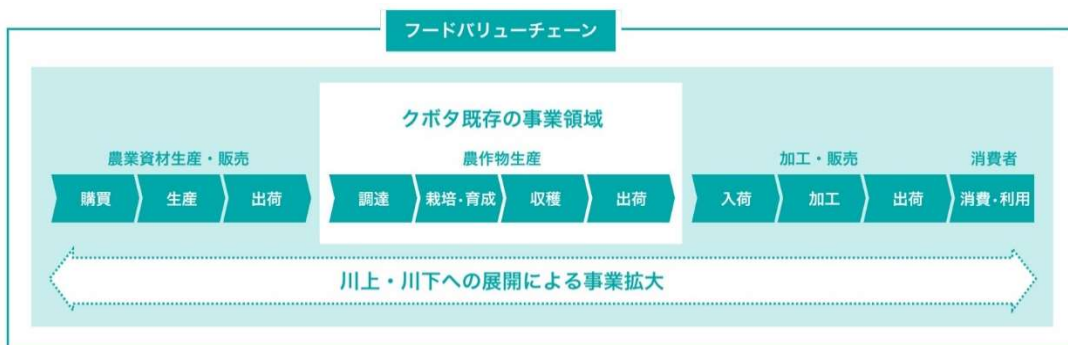 フードバリューチェーン
クボタ既存の事業領域
農業資材生産・販売
農作物生産
加工・販売
消費者
購買
生産
出荷
調達
栽培・育成
収穫
出荷
入荷
加工
出荷
消費・利用
川上・川下への展開による事業拡大